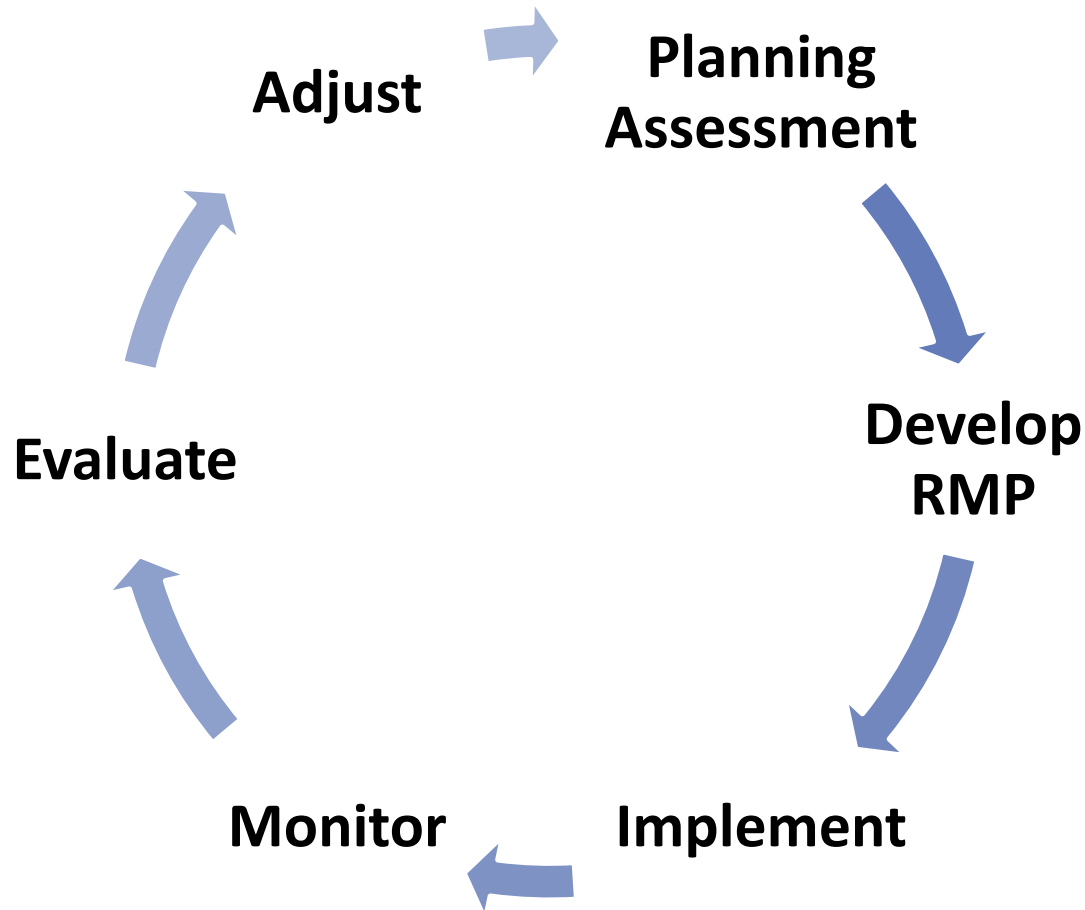 Planning
Assessment
Develop
RMP
Implement
Monitor
Evaluate
Adjust